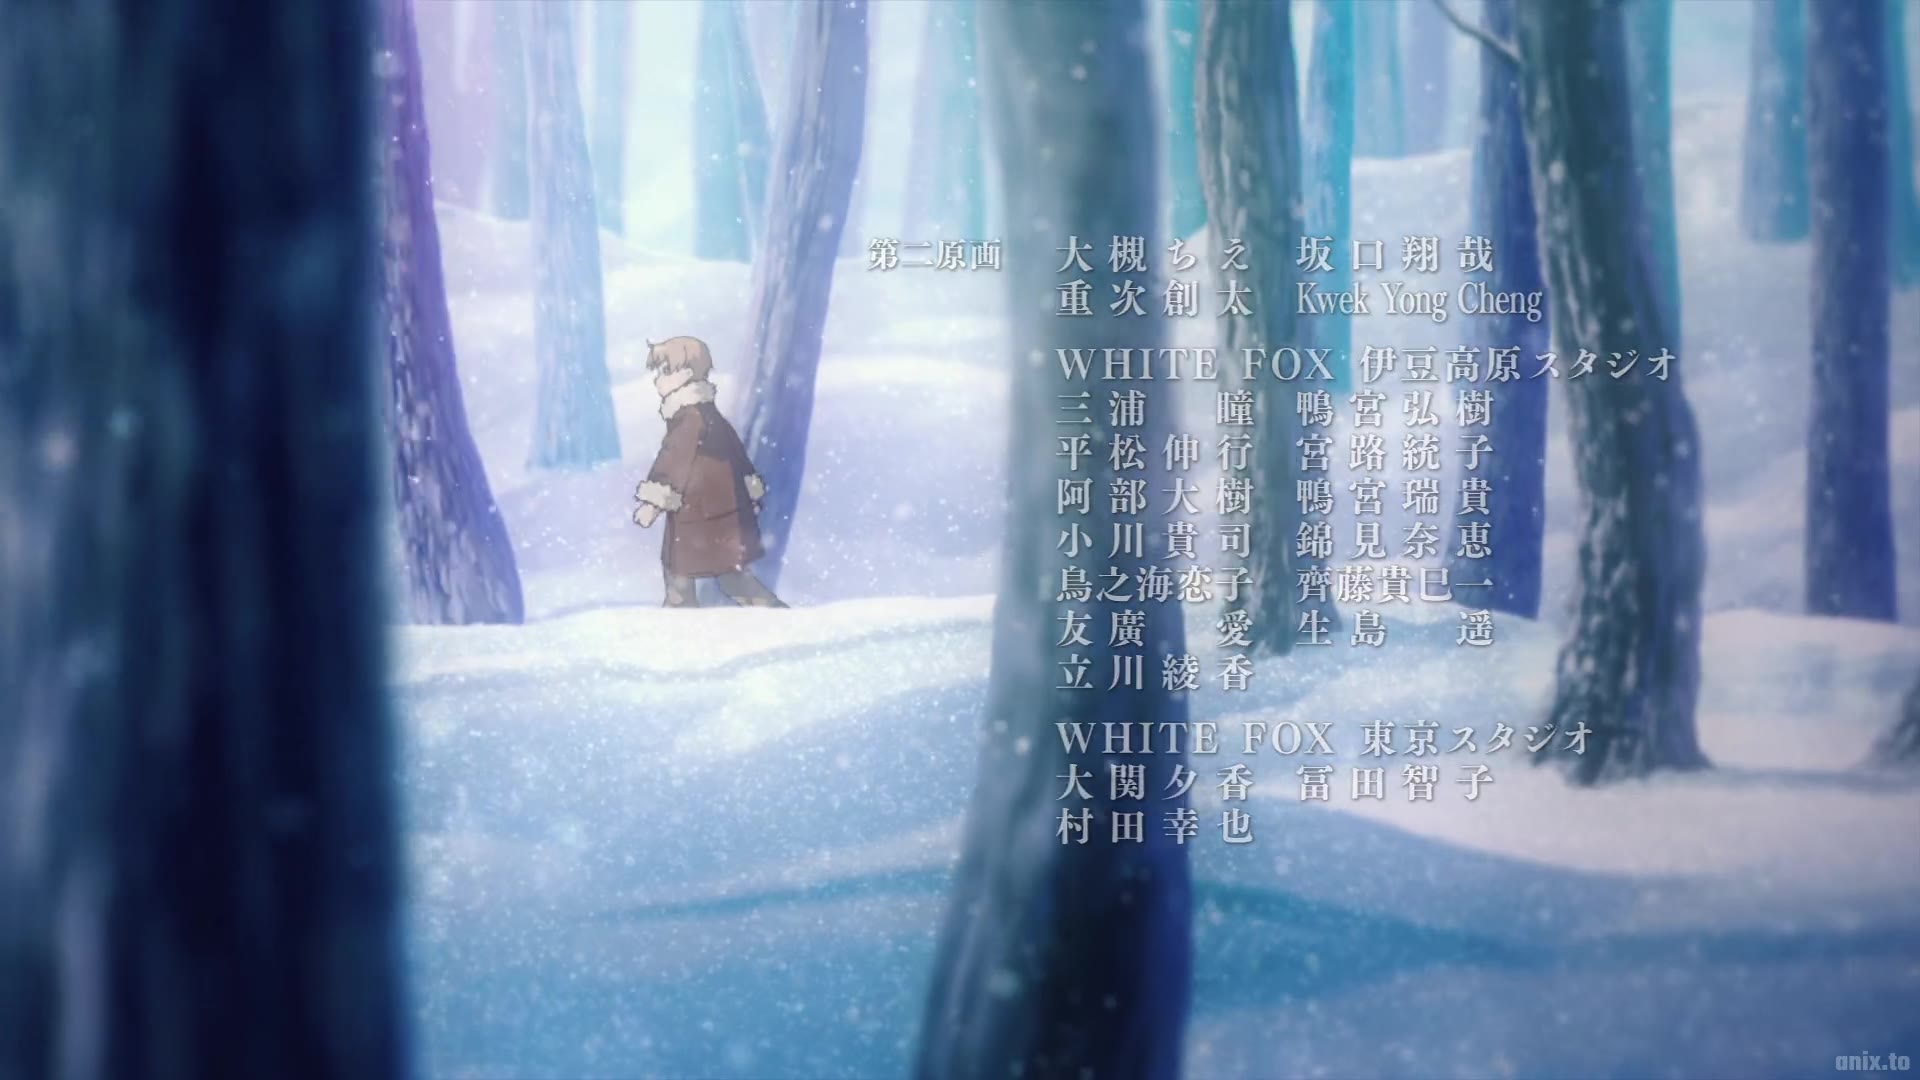 第二原画 大槻ちえ 坂口翔哉
重次創太 Kwek Yong Cheng
WHITE FOX 伊豆高原スタジオ
三浦 瞳 鴨宮弘樹
平松伸行 宮路統子
阿部大樹 鴨宮瑞貴
小川貴司 錦見奈恵
鳥之海恋子 齊藤貴巳一
友廣 愛 生島 遥
立川綾香
WHITE FOX 東京スタジオ
大関夕香 冨田智子
村田幸也
anix.to